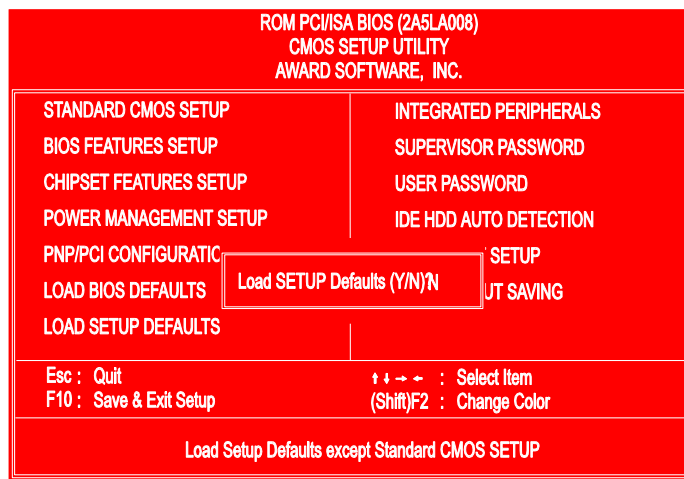 ROM PCI/ISA BIOS (2A5LA008)
CMOS SETUP UTILITY
AWARD SOFTWARE, INC.
STANDARD CMOS SETUP
BIOS FEATURES SETUP
CHIPSET FEATURES SETUP
POWER MANAGEMENT SETUP
PNP/PCI CONFIGURATIO
LOAD BIOS DEFAULTS
LOAD SETUP DEFAULTS
INTEGRATED PERIPHERALS
SUPERVISOR PASSWORD
USER PASSWORD
IDE HDD AUTO DETECTION
SETUP
UT SAVING
Load SETUP Defaults (Y/N)?N
Esc : Quit
F10 : Save & Exit Setup
↑ ↓ → ← : Select Item
(Shift)F2 : Change Color
Load Setup Defaults except Standard CMOS SETUP